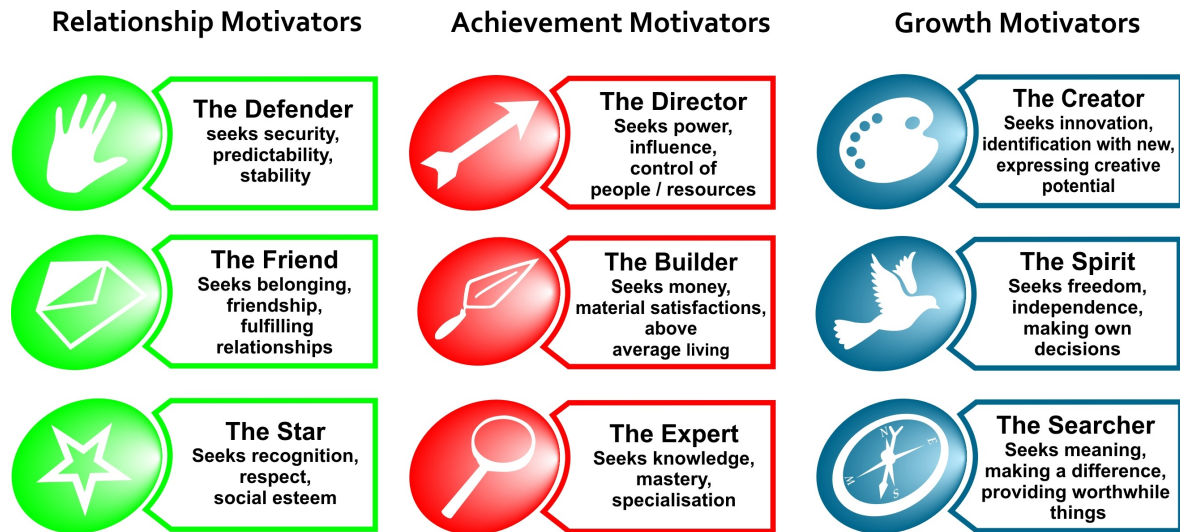 Relationship Motivators
The Defender
seeks security,
predictability,
stability
The Friend
Seeks belonging,
friendship,
fulfilling
relationships
The Star
Seeks recognition,
respect,
social esteem
Achievement Motivators
The Director
Seeks power,
influence,
control of
people / resources
The Builder
Seeks money,
material satisfactions,
above
average living
The Expert
Seeks knowledge,
mastery,
specialisation
Growth Motivators
The Creator
Seeks innovation,
identification with new,
expressing creative
potential
The Spirit
Seeks freedom,
independence,
making own
decisions
N
E
W
S
The Searcher
Seeks meaning,
making a difference,
providing worthwhile
things